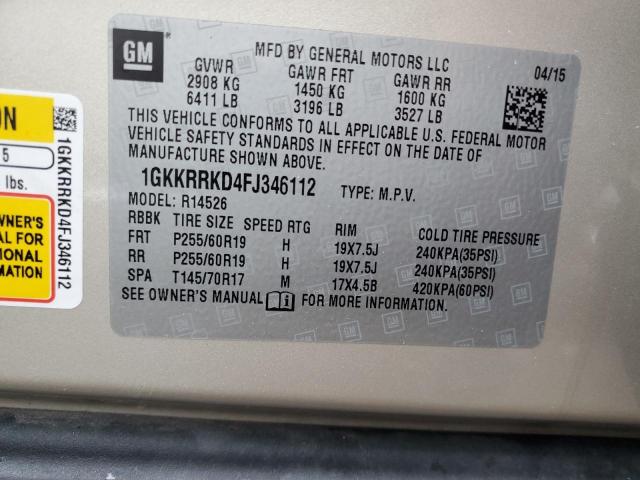 GM
MFD BY GENERAL MOTORS LLC
04/15
GVWR GAWR FRT GAWR RR
2908 KG 1450 KG 1600 KG
6411 LB 3196 LB 3527 LB
THIS VEHICLE CONFORMS TO ALL APPLICABLE U.S. FEDERAL MOTOR
VEHICLE SAFETY STANDARDS IN EFFECT ON THE DATE OF
MANUFACTURE SHOWN ABOVE.
1GKKRRKD4FJ346112 TYPE: M.P.V.
MODEL: R14526
RBBK TIRE SIZE SPEED RTG RIM COLD TIRE PRESSURE
FRT P255/60R19 H 19X7.5J 240KPA(35PSI)
RR P255/60R19 H 19X7.5J 240KPA(35PSI)
SPA T145/70R17 M 17X4.5B 420KPA(60PSI)
SEE OWNER'S MANUAL FOR MORE INFORMATION.
ON
5
lbs.
WNER'S
AL FOR
IONAL
MATION
1GKKRRKD4FJ346112